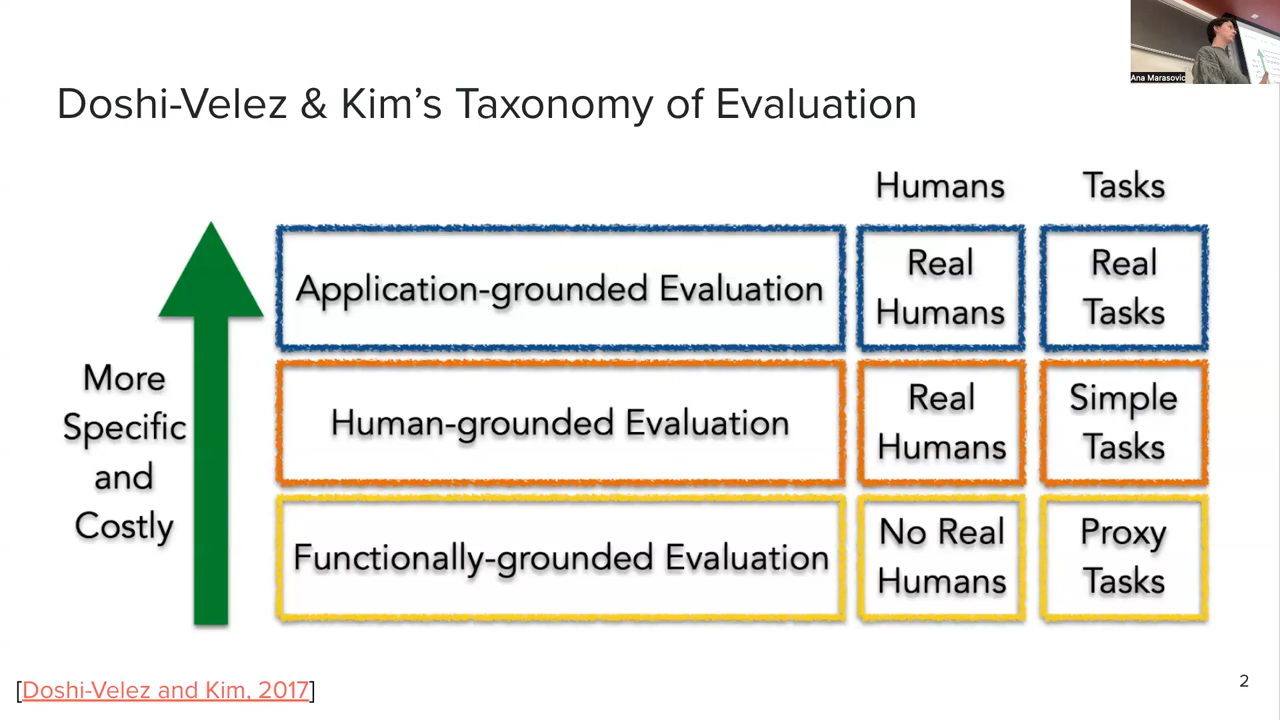 Ana Marasovic
Doshi-Velez & Kim's Taxonomy of Evaluation
Humans
Tasks
More
Specific
and
Costly
Application-grounded Evaluation
Real
Humans
Real
Tasks
Human-grounded Evaluation
Real
Humans
Simple
Tasks
Functionally-grounded Evaluation
No Real
Humans
Proxy
Tasks
[Doshi-Velez and Kim, 2017]
2